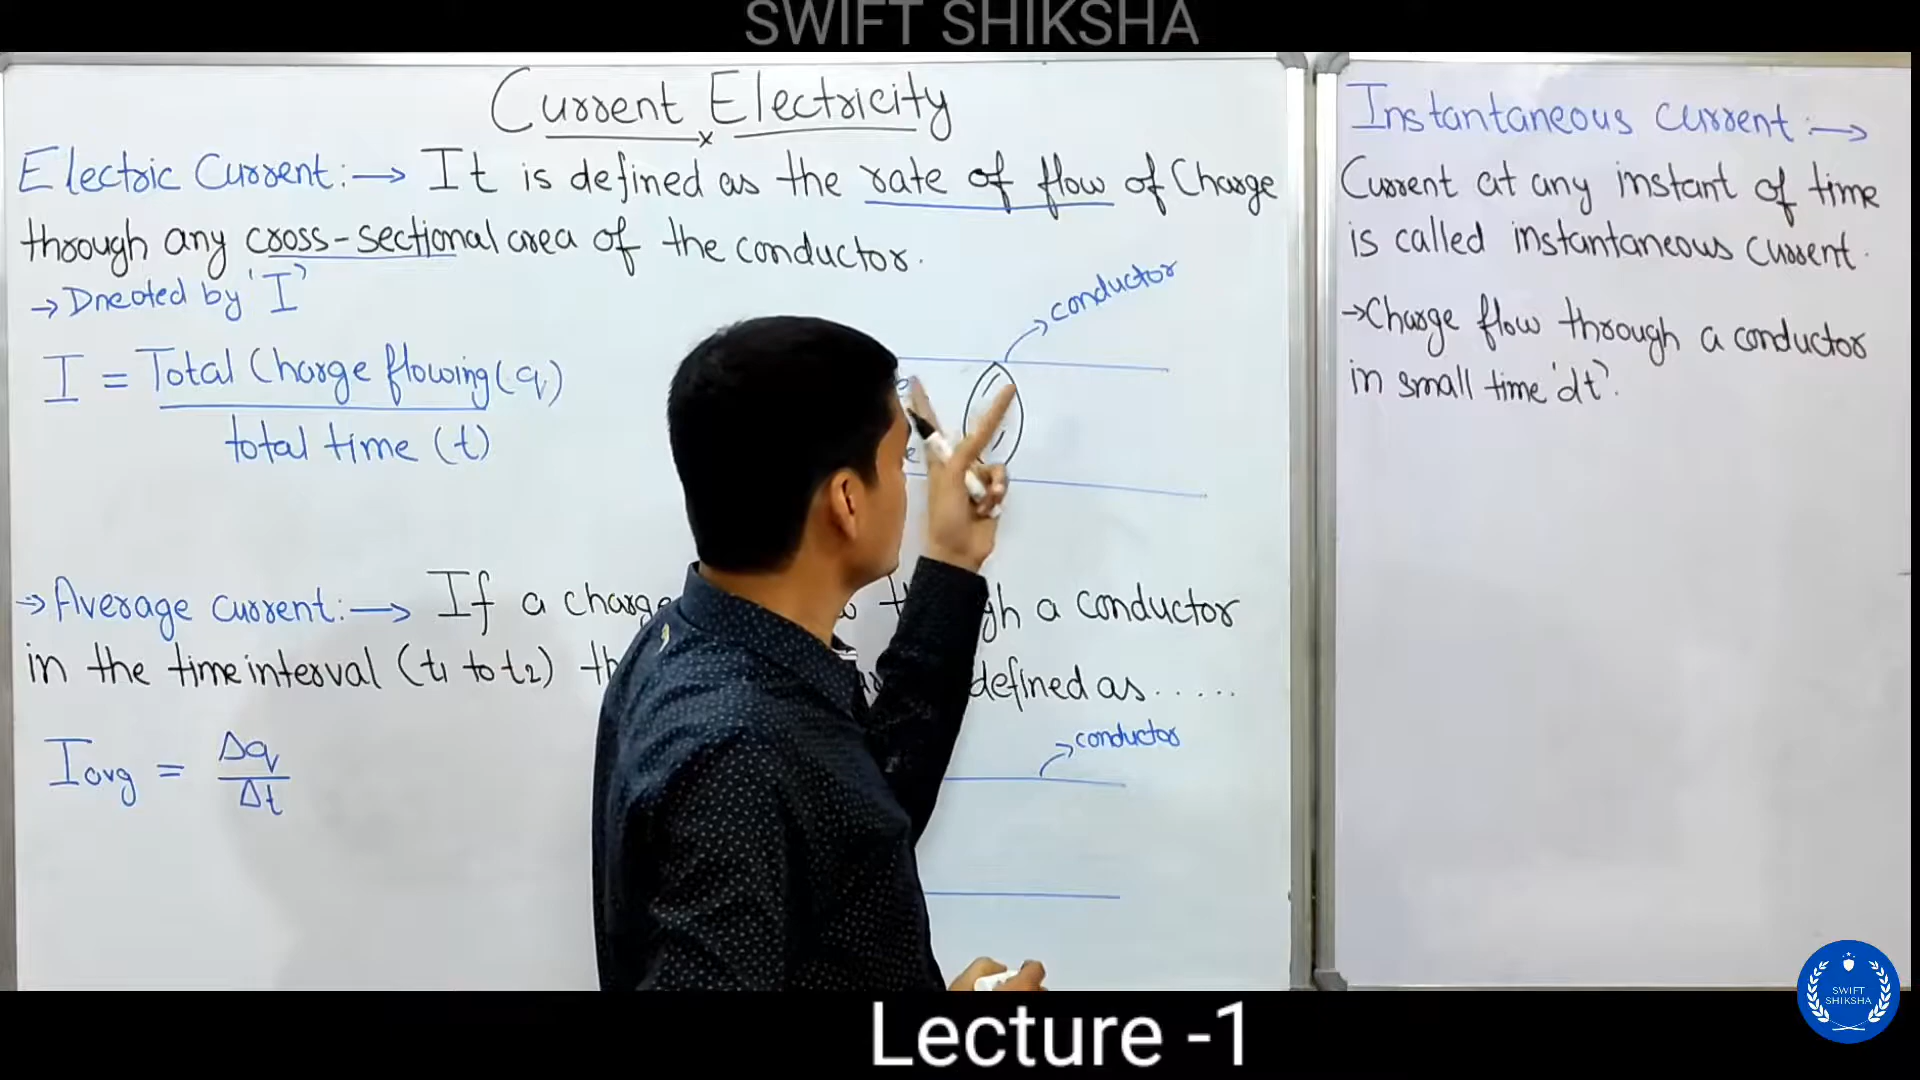 SWIFT SHIKSHA
Current Electricity
Electric Current:→ It is defined as the rate of flow of Charge
through any cross-sectional area of the conductor.
→ Dneoted by 'I'
conductor
I = Total Charge flowing(q)
total time (t)
e
e
→ Average current:→ If a charge a conductor
in the time interval (t1 to t2) defined as.....
conductor
Iavg = Δq
Δt
Instantaneous current:→
Current at any instant of time
is called instantaneous current.
→Charge flow through a conductor
in small time 'dt'.
SWIFT
SHIKSHA
Lecture -1